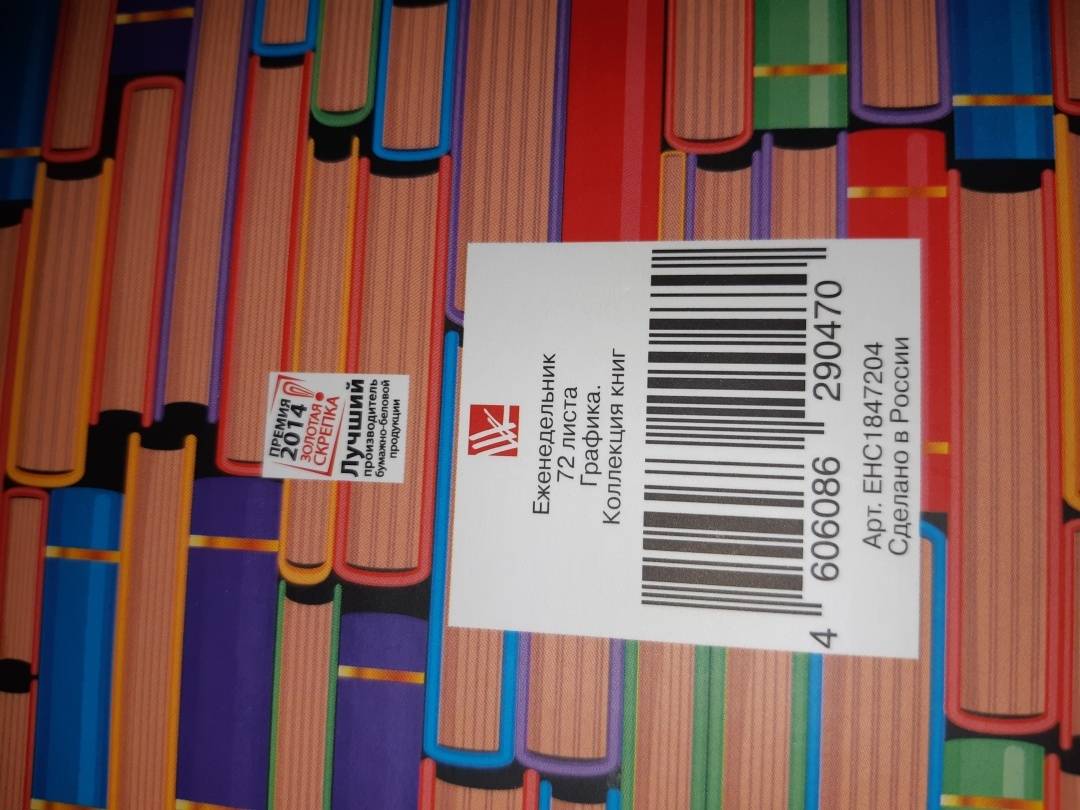 ПРЕМИЯ
2014
ЗОЛОТАЯ
СКРЕПКА
Лучший
производитель
бумажно-беловой
продукции
Еженедельник
72 листа
Графика.
Коллекция книг
4 606086 290470
Арт. ЕНС1847204
Сделано в России